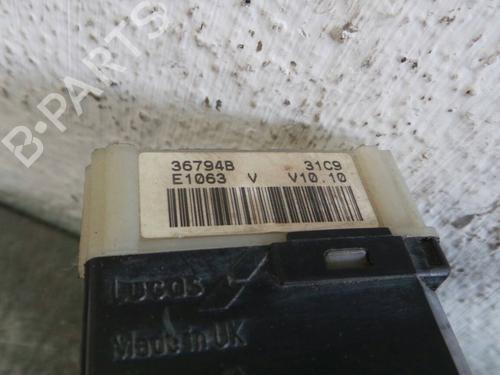 B-PARTS
36794B 31C9
E1063 V V10.10
Lucas
Made in UK